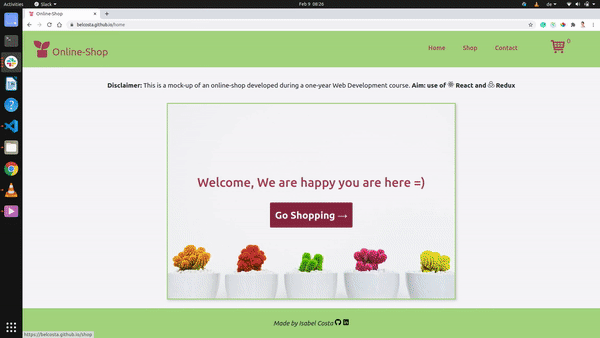 Activities
Slack
Feb 9 08:26
de
Online-Shop
belcosta.github.io/home
Online-Shop
Home
Shop
Contact
0
Disclaimer: This is a mock-up of an online-shop developed during a one-year Web Development course. Aim: use of React and Redux
Welcome, We are happy you are here =)
Go Shopping →
Made by Isabel Costa
https://belcosta.github.io/shop